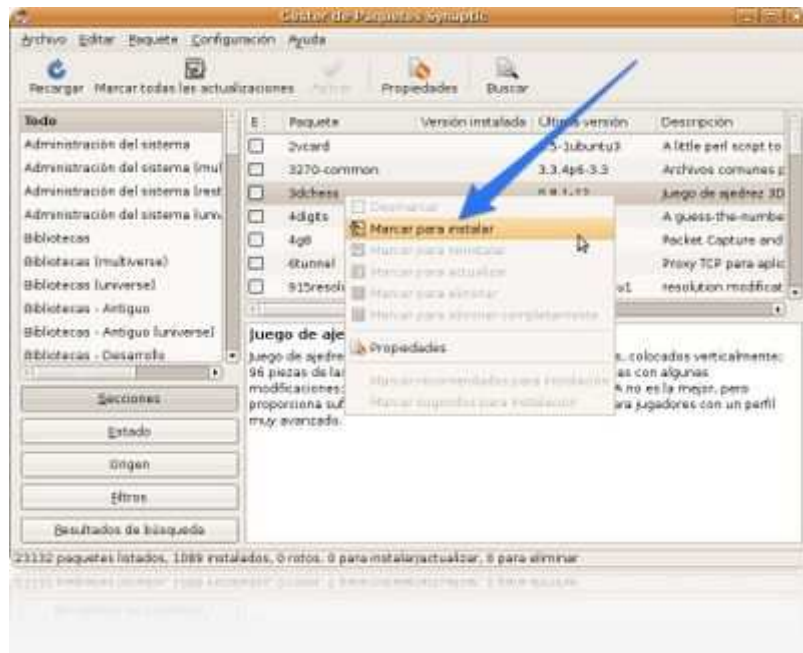 Gestor de Paquetes Synaptic
Archivo Editar Paquete Configuración Ayuda
Recargar Marcar todas las actualizaciones Propiedades Buscar
Todo
Administración del sistema
Administración del sistema (mul
Administración del sistema (rest
Administración del sistema (univ
Bibliotecas
Bibliotecas (multiverse)
Bibliotecas (universe)
Bibliotecas - Antiguo
Bibliotecas - Antiguo (universe)
Bibliotecas - Desarrollo
Secciones
Estado
Origen
Filtros
Resultados de búsqueda
E Paquete Versión instalada Última versión Descripción
2vcard .5-1ubuntu3 A little perl script to
3270-common 3.3.4p6-3.3 Archivos comunes p
3dchess Juego de ajedrez 3D
4digits A guess-the-numbe
4g8 Packet Capture and
6tunnel Proxy TCP para aplic
915resol u1 resolution modificat
Desmarcar
Marcar para instalar
Marcar para reinstalar
Marcar para actualizar
Marcar para eliminar
Marcar para eliminar completamente
Propiedades
Marcar recomendados para instalación
Marcar sugeridos para instalación
Juego de aje
Juego de ajedre s, colocados verticalmente;
96 piezas de las as con algunas
modificaciones: A no es la mejor, pero
proporciona suf ara jugadores con un perfil
muy avanzado.
23132 paquetes listados, 1089 instalados, 0 rotos. 0 para instalar/actualizar, 0 para eliminar